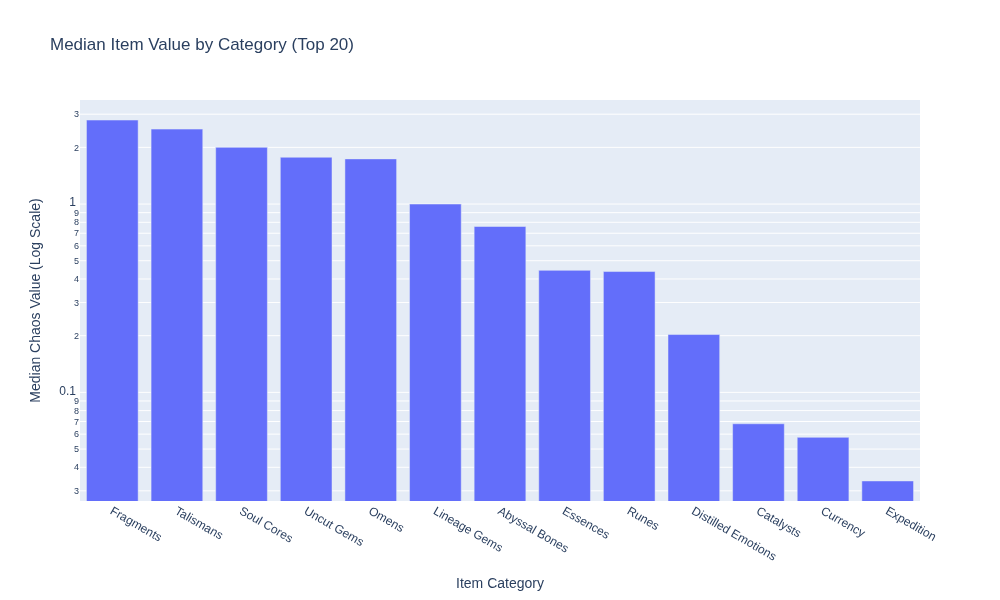 Median Item Value by Category (Top 20)
Median Chaos Value (Log Scale)
3
2
1
9
8
7
6
5
4
3
2
0.1
9
8
7
6
5
4
3
Fragments
Talismans
Soul Cores
Uncut Gems
Omens
Lineage Gems
Abyssal Bones
Essences
Runes
Distilled Emotions
Catalysts
Currency
Expedition
Item Category